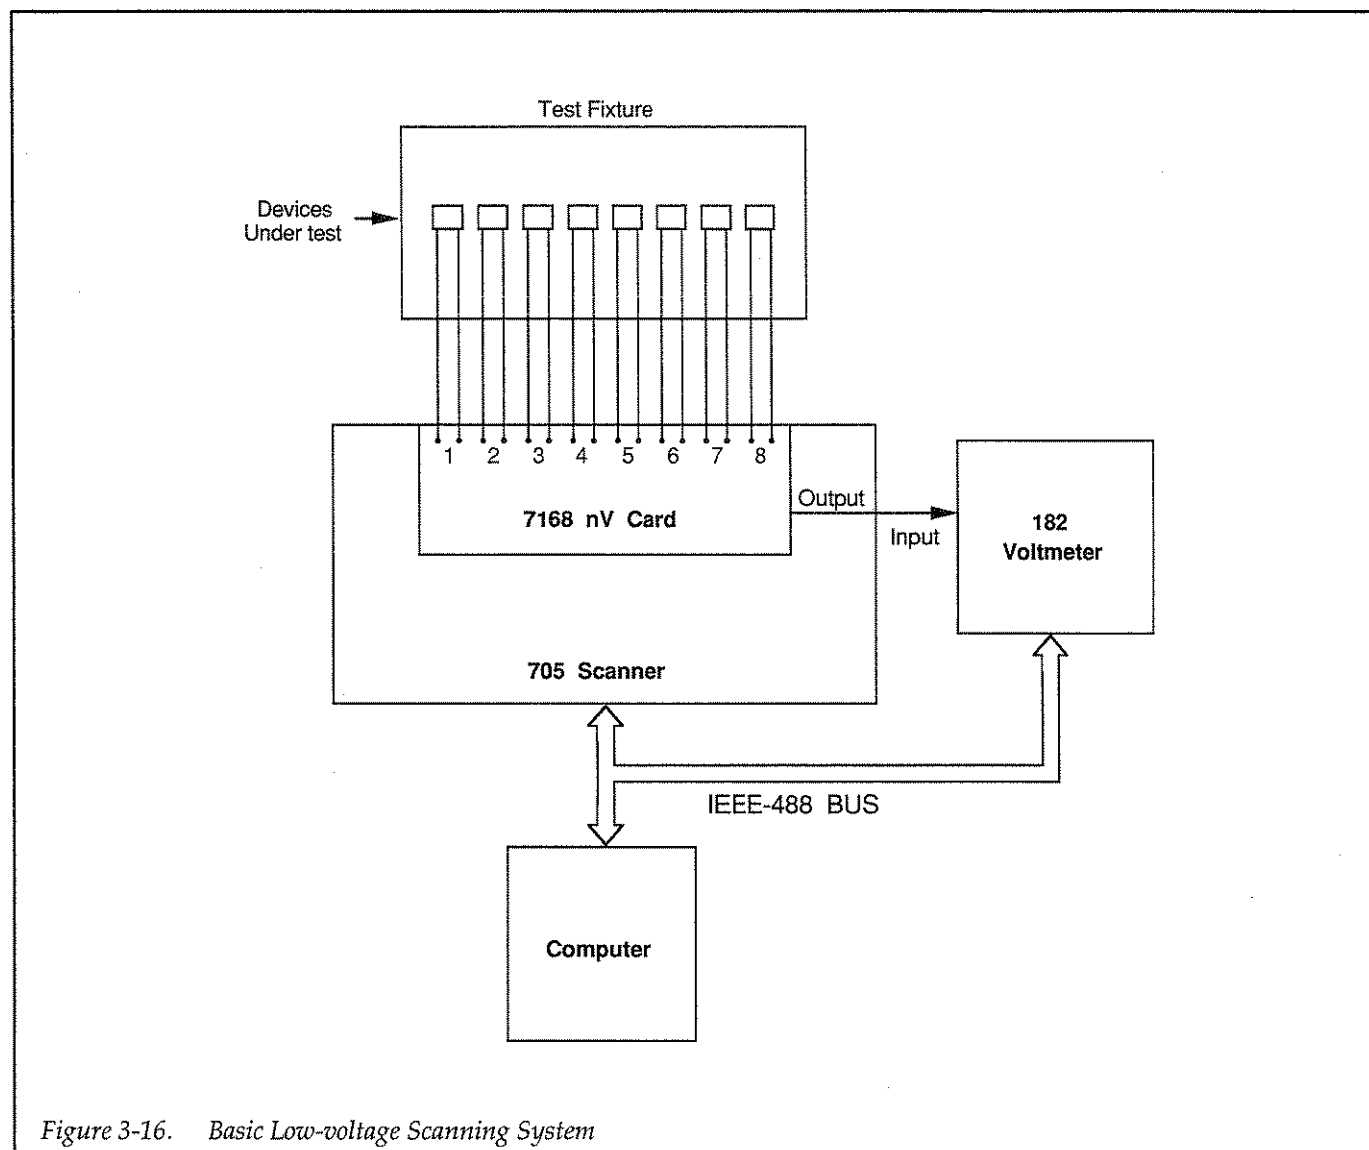 Test Fixture
Devices
Under test
1 2 3 4 5 6 7 8
7168 nV Card
Output
Input
182
Voltmeter
705 Scanner
IEEE-488 BUS
Computer
Figure 3-16. Basic Low-voltage Scanning System